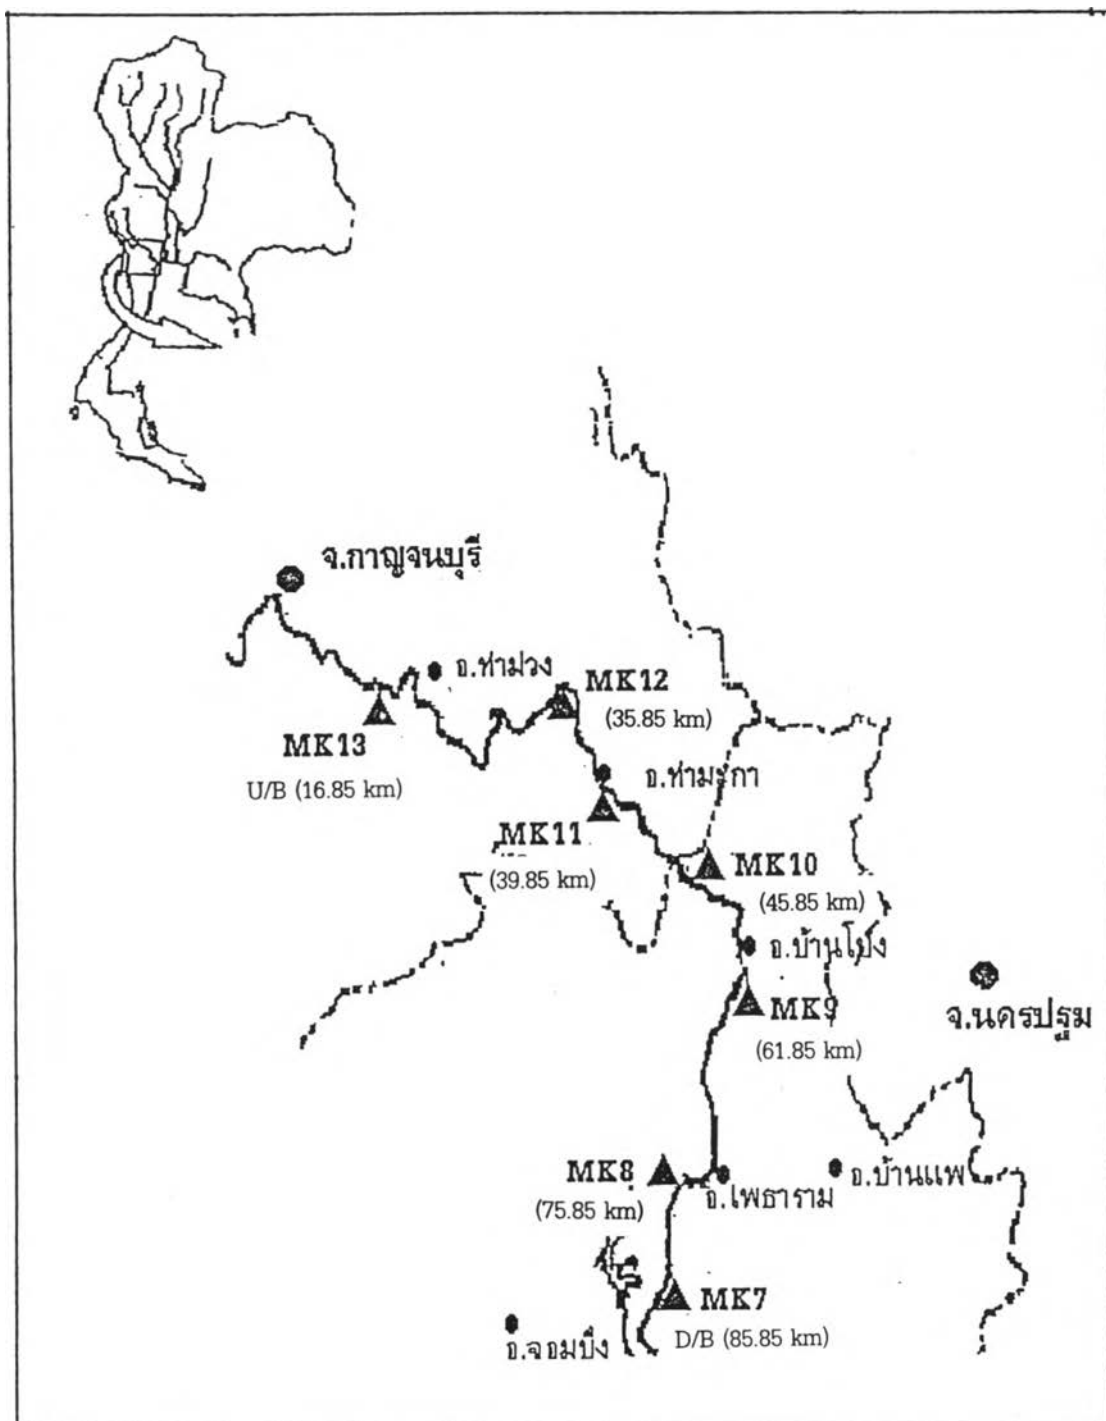 จ.กาญจนบุรี
อ.ท่าม่วง
MK12
(35.85 km)
MK13
U/B (16.85 km)
อ.ท่ามะกา
MK11
(39.85 km)
MK10
(45.85 km)
อ.บ้านโป่ง
MK9
(61.85 km)
จ.นครปฐม
MK8
(75.85 km)
อ.โพธาราม
อ.บ้านแพ
MK7
D/B (85.85 km)
อ.จอมบึง